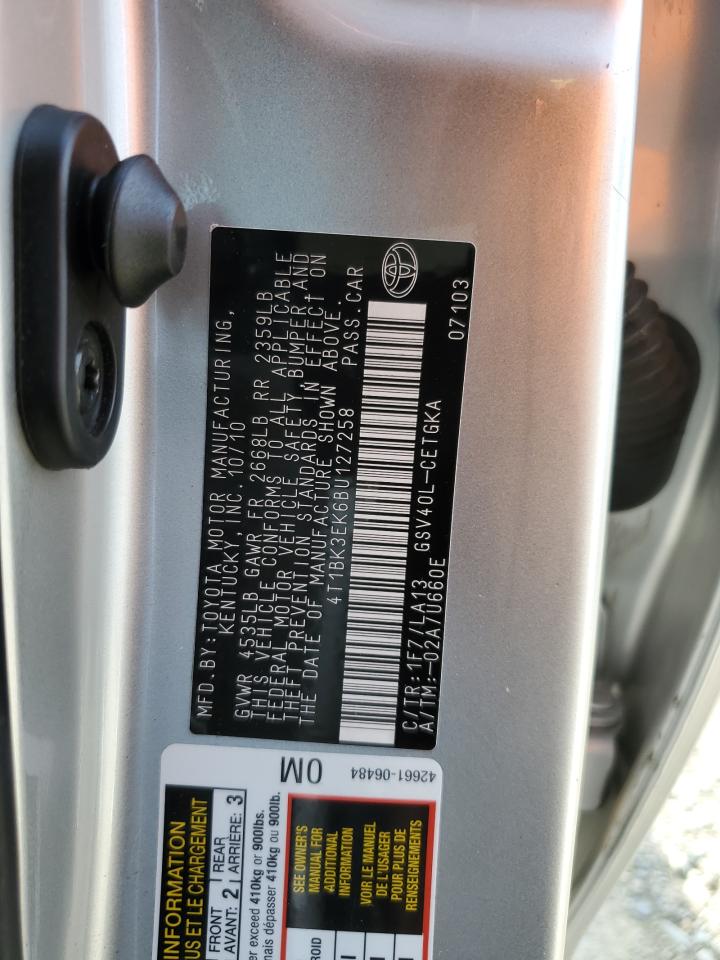 MFD.BY:TOYOTA MOTOR MANUFACTURING,
KENTUCKY, INC. 10/10
GVWR 4535LB GAWR FR 2668LB RR 2359LB
THIS VEHICLE CONFORMS TO ALL APPLICABLE
FEDERAL MOTOR VEHICLE SAFETY BUMPER,AND
THEFT PREVENTION STANDARDS IN EFFECT ON
THE DATE OF MANUFACTURE SHOWN ABOVE.
4T1BK3EK6BU127258 PASS.CAR
C/TR:1F7/LA13 GSV40L-CETGKA
A/TM:-02A/U660E 07103
INFORMATION
US ET LE CHARGEMENT
FRONT 2 REAR 3
AVANT: ARRIÈRE:
er exceed 410kg or 900lbs.
mais dépasser 410kg ou 900lb.
0M 42661-06484
SEE OWNER'S
MANUAL FOR
ADDITIONAL
INFORMATION
VOIR LE MANUEL
DE L'USAGER
POUR PLUS DE
RENSEIGNEMENTS